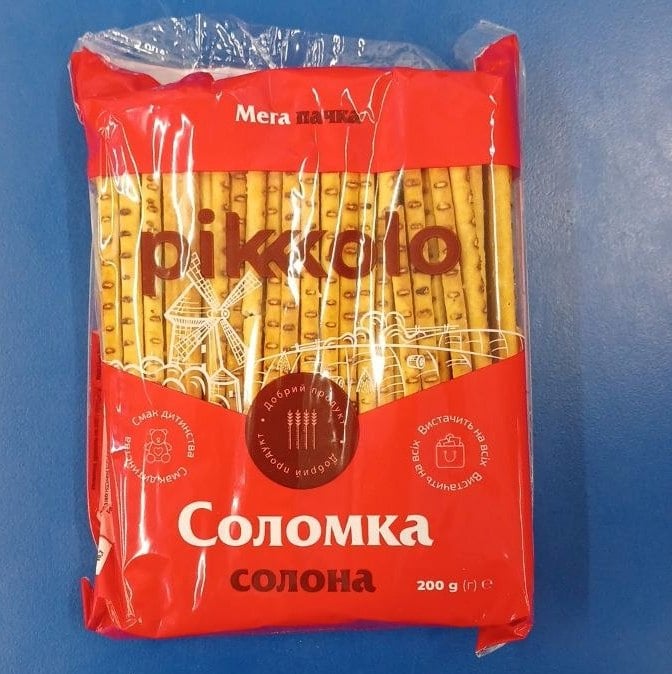 Мега пачка
pikkkolo
Добрий продукт • Добрий продукт •
Смак дитинства
Смак дитинства
Вистачить на всіх
Вистачить на всіх
Соломка
солона
200 g (г) ℮